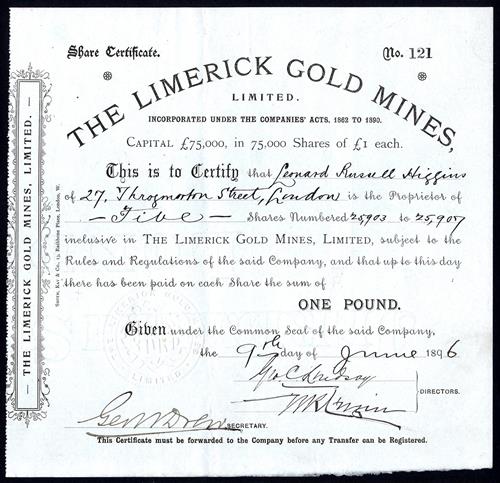 Share Certificate. No. 121
THE LIMERICK GOLD MINES,
LIMITED.
INCORPORATED UNDER THE COMPANIES' ACTS, 1862 TO 1890.
CAPITAL £75,000, in 75,000 Shares of £1 each.
This is to Certify that Leonard Russell Higgins
of 27, Throgmorton Street, London is the Proprietor of
— Five — Shares Numbered 25903 to 25,907
inclusive in THE LIMERICK GOLD MINES, LIMITED, subject to the
Rules and Regulations of the said Company, and that up to this day
there has been paid on each Share the sum of
ONE POUND.
Given under the Common Seal of the said Company,
the 9th day of June 1896
DIRECTORS.
SECRETARY.
This Certificate must be forwarded to the Company before any Transfer can be Registered.
— THE LIMERICK GOLD MINES, LIMITED. —